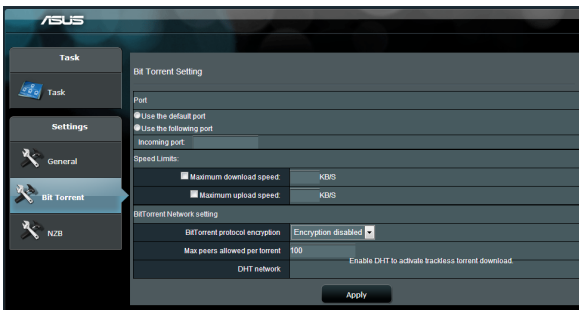 ASUS
Task
Task
Settings
General
Bit Torrent
NZB
Bit Torrent Setting
Port
Use the default port
Use the following port
Incoming port:
Speed Limits:
Maximum download speed: KB/S
Maximum upload speed: KB/S
BitTorrent Network setting
BitTorrent protocol encryption Encryption disabled
Max peers allowed per torrent 100
Enable DHT to activate trackless torrent download.
DHT network
Apply